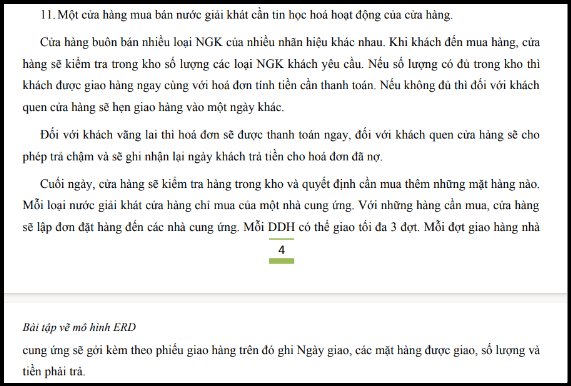 11. Một cửa hàng mua bán nước giải khát cần tin học hoá hoạt động của cửa hàng.
Cửa hàng buôn bán nhiều loại NGK của nhiều nhãn hiệu khác nhau. Khi khách đến mua hàng, cửa
hàng sẽ kiểm tra trong kho số lượng các loại NGK khách yêu cầu. Nếu số lượng có đủ trong kho thì
khách được giao hàng ngay cùng với hoá đơn tính tiền cần thanh toán. Nếu không đủ thì đối với khách
quen cửa hàng sẽ hẹn giao hàng vào một ngày khác.
Đối với khách vãng lai thì hoá đơn sẽ được thanh toán ngay, đối với khách quen cửa hàng sẽ cho
phép trả chậm và sẽ ghi nhận lại ngày khách trả tiền cho hoá đơn đã nợ.
Cuối ngày, cửa hàng sẽ kiểm tra hàng trong kho và quyết định cần mua thêm những mặt hàng nào.
Mỗi loại nước giải khát cửa hàng chỉ mua của một nhà cung ứng. Với những hàng cần mua, cửa hàng
sẽ lập đơn đặt hàng đến các nhà cung ứng. Mỗi DDH có thể giao tối đa 3 đợt. Mỗi đợt giao hàng nhà
4
Bài tập vẽ mô hình ERD
cung ứng sẽ gởi kèm theo phiếu giao hàng trên đó ghi Ngày giao, các mặt hàng được giao, số lượng và
tiền phải trả.